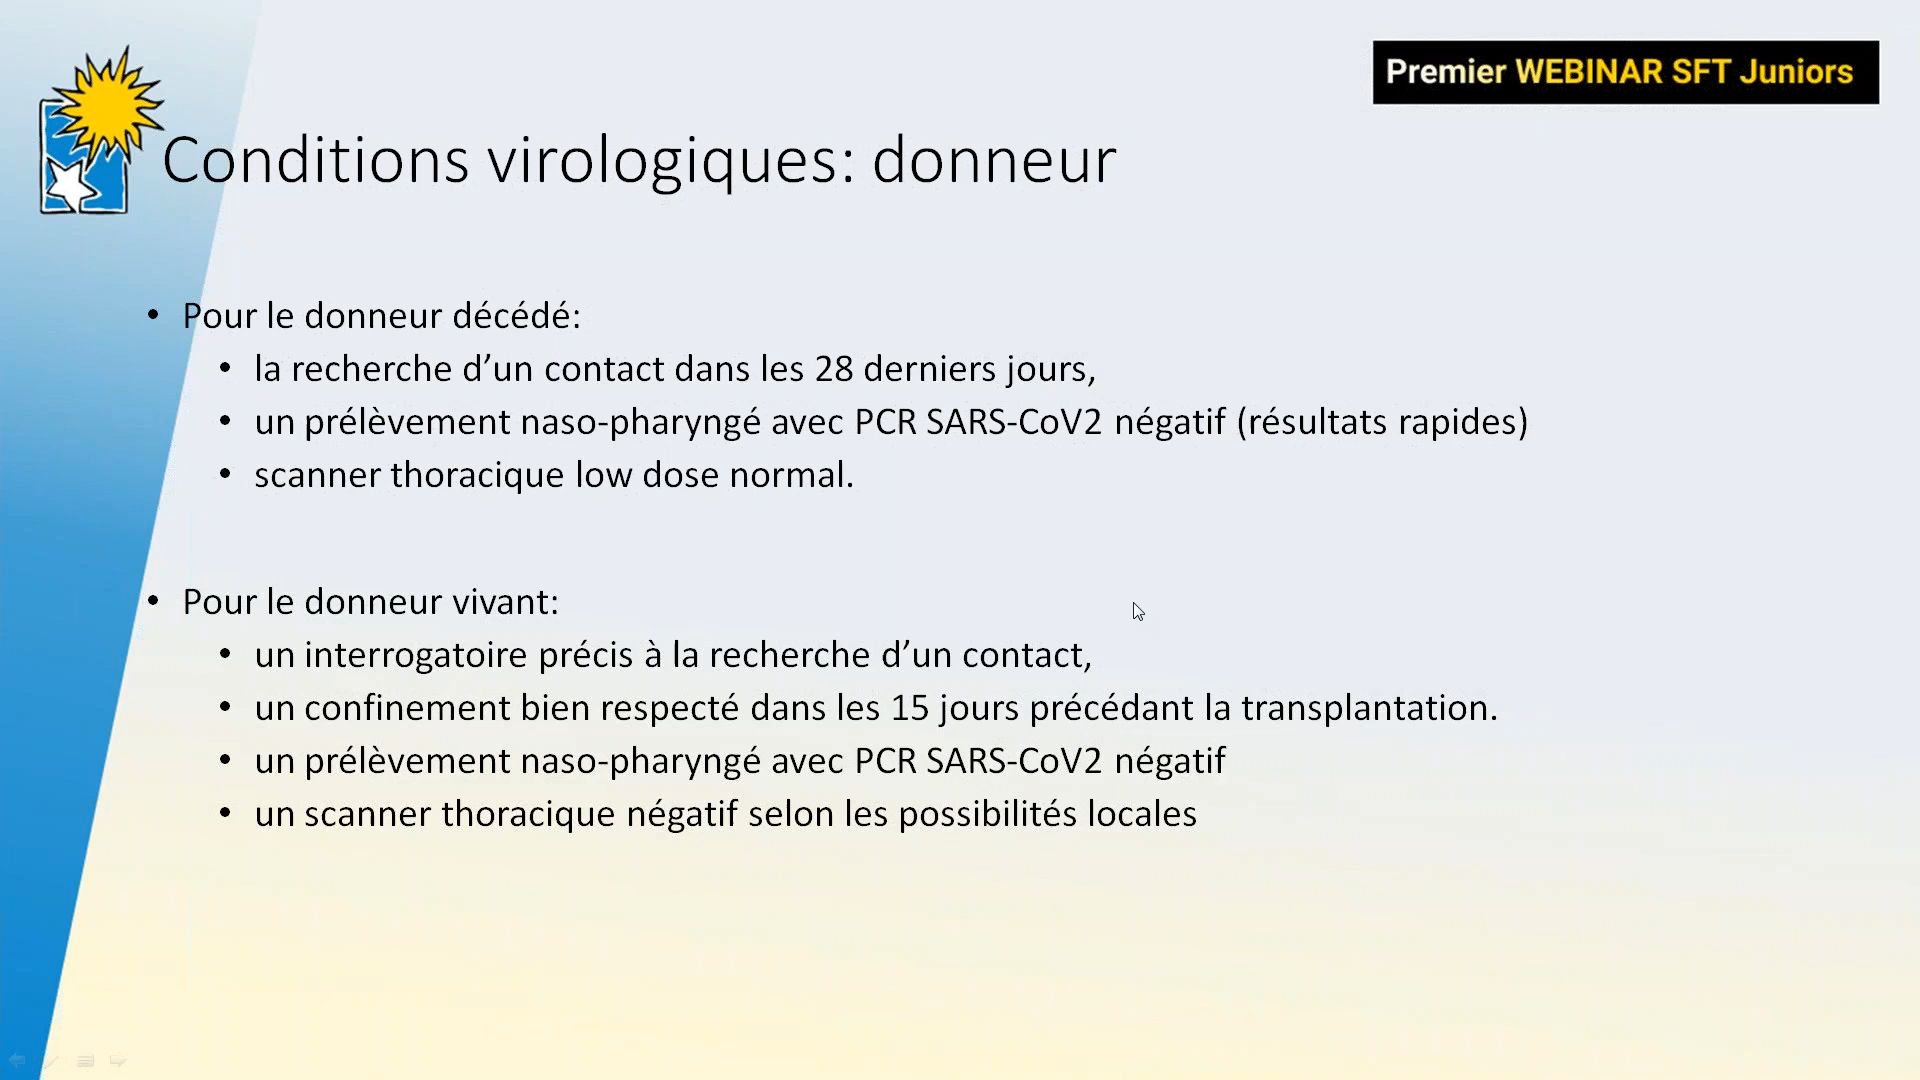 Premier WEBINAR SFT Juniors
Conditions virologiques: donneur
• Pour le donneur décédé:
• la recherche d’un contact dans les 28 derniers jours,
• un prélèvement naso-pharyngé avec PCR SARS-CoV2 négatif (résultats rapides)
• scanner thoracique low dose normal.
• Pour le donneur vivant:
• un interrogatoire précis à la recherche d’un contact,
• un confinement bien respecté dans les 15 jours précédant la transplantation.
• un prélèvement naso-pharyngé avec PCR SARS-CoV2 négatif
• un scanner thoracique négatif selon les possibilités locales